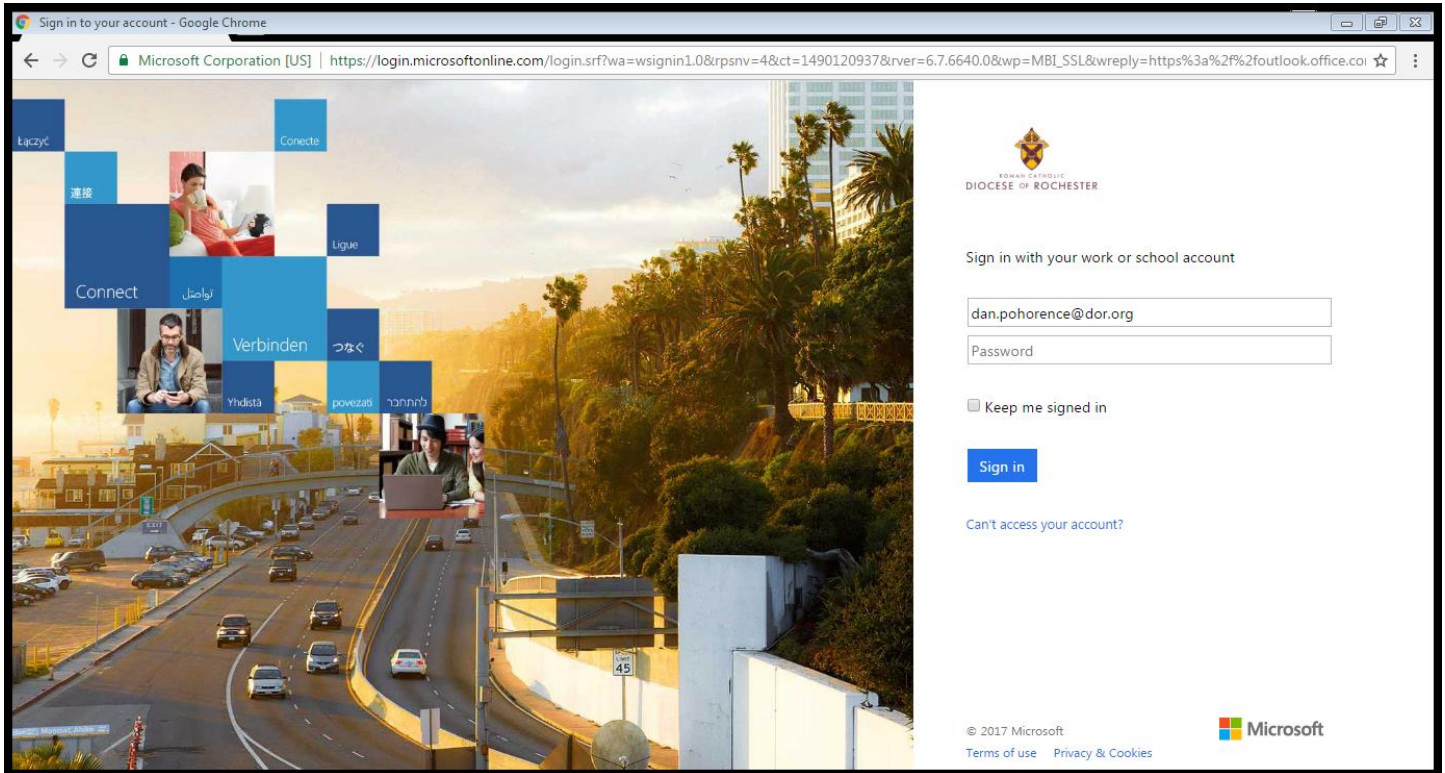 Sign in to your account - Google Chrome
Microsoft Corporation [US] | https://login.microsoftonline.com/login.srf?wa=wsignin1.0&rpsnv=4&ct=1490120937&rver=6.7.6640.0&wp=MBI_SSL&wreply=https%3a%2f%2foutlook.office.co
Łączyć
Conecte
連接
Ligue
Connect
تواصل
Verbinden
つなぐ
Yhdistä
povezati
להתחבר
EXIT
LIMIT
45
ROMAN CATHOLIC
DIOCESE OF ROCHESTER
Sign in with your work or school account
dan.pohorence@dor.org
Password
Keep me signed in
Sign in
Can't access your account?
© 2017 Microsoft
Microsoft
Terms of use Privacy & Cookies